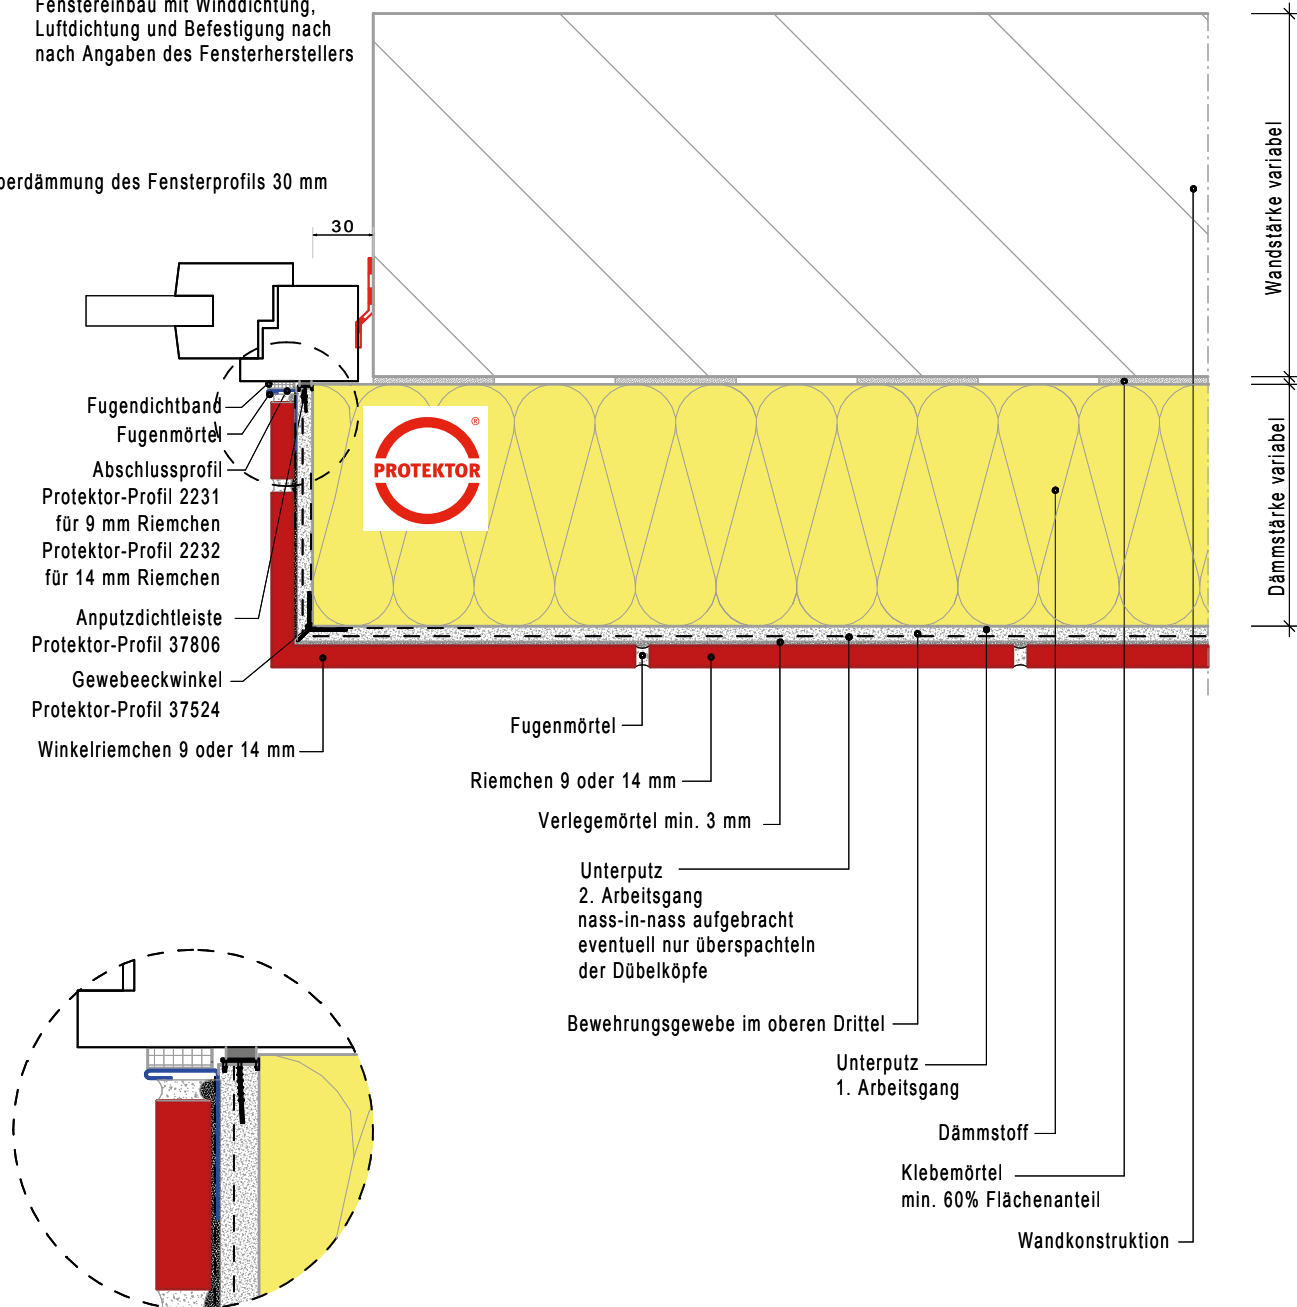 Fenstereinbau mit Winddichtung,
Luftdichtung und Befestigung nach
nach Angaben des Fensterherstellers
berdämmung des Fensterprofils 30 mm
30
Wandstärke variabel
Dämmstärke variabel
Fugendichtband
Fugenmörtel
Abschlussprofil
Protektor-Profil 2231
für 9 mm Riemchen
Protektor-Profil 2232
für 14 mm Riemchen
Anputzdichtleiste
Protektor-Profil 37806
Gewebeeckwinkel
Protektor-Profil 37524
Winkelriemchen 9 oder 14 mm
PROTEKTOR
®
Fugenmörtel
Riemchen 9 oder 14 mm
Verlegemörtel min. 3 mm
Unterputz
2. Arbeitsgang
nass-in-nass aufgebracht
eventuell nur überspachteln
der Dübelköpfe
Bewehrungsgewebe im oberen Drittel
Unterputz
1. Arbeitsgang
Dämmstoff
Klebemörtel
min. 60% Flächenanteil
Wandkonstruktion